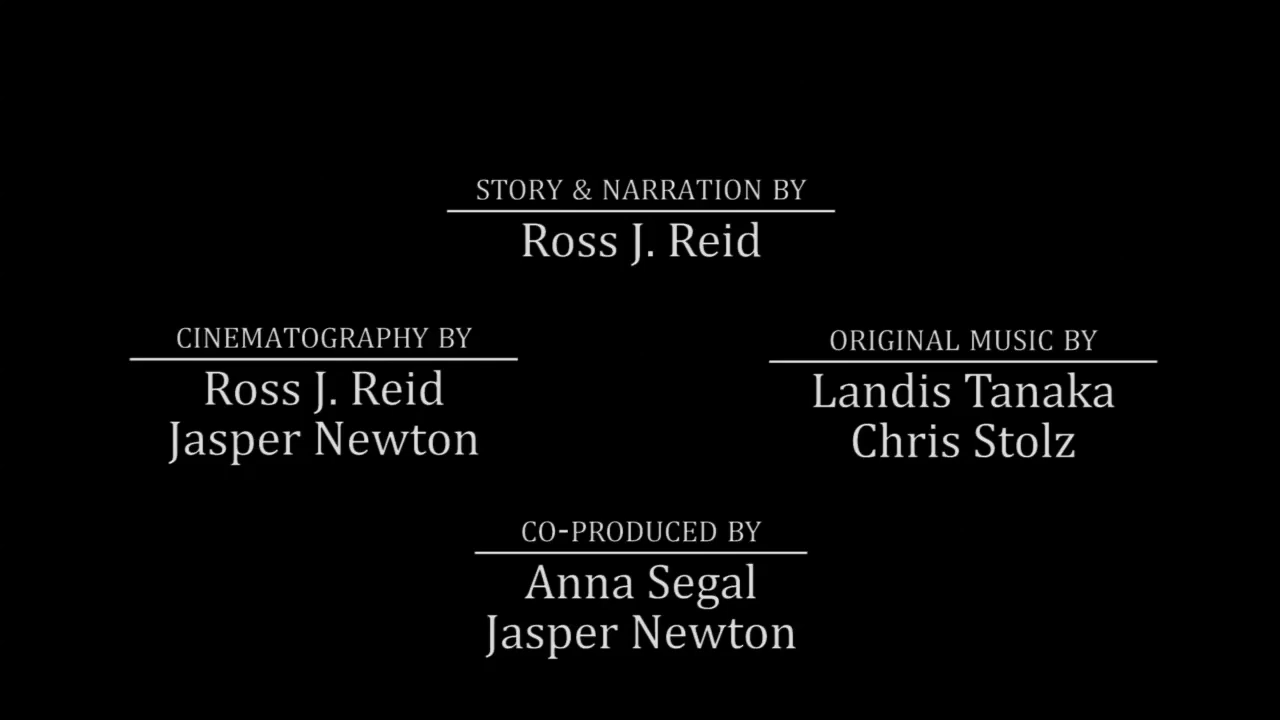 STORY & NARRATION BY
Ross J. Reid
CINEMATOGRAPHY BY
Ross J. Reid
Jasper Newton
ORIGINAL MUSIC BY
Landis Tanaka
Chris Stolz
CO-PRODUCED BY
Anna Segal
Jasper Newton